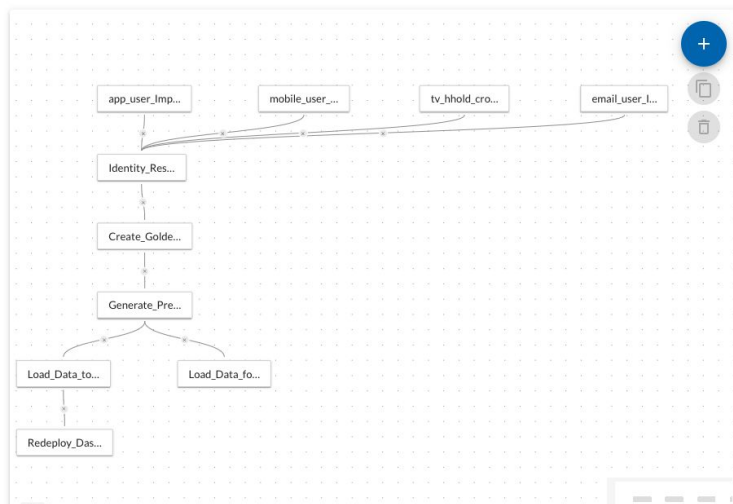 +
app_user_Imp...
mobile_user_...
tv_hhold_cro...
email_user_I...
Identity_Res...
Create_Golde...
Generate_Pre...
Load_Data_to...
Load_Data_fo...
Redeploy_Das...